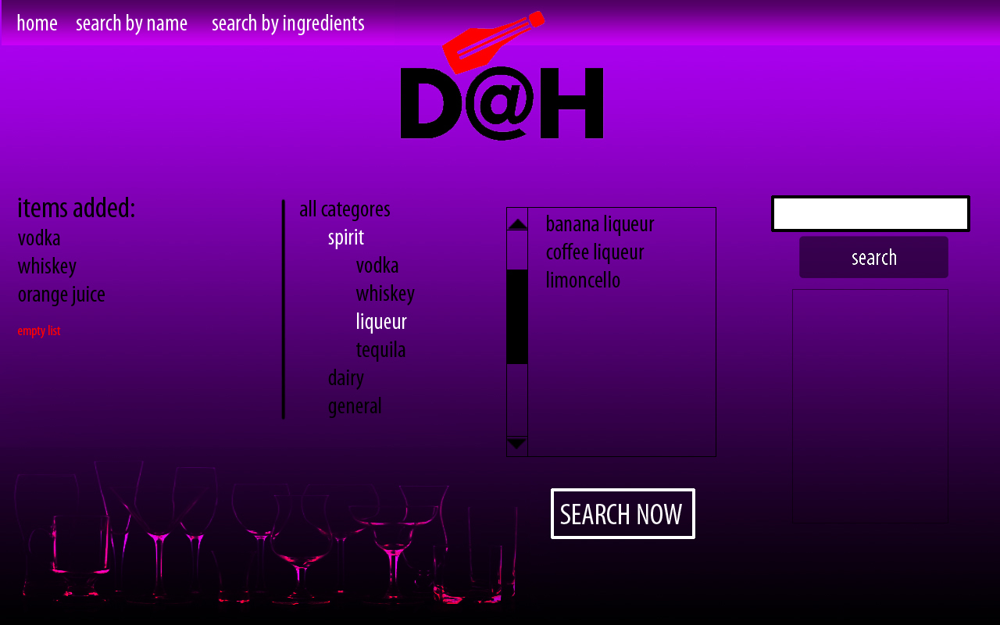 home search by name search by ingredients
D@H
items added:
vodka
whiskey
orange juice
empty list
all categores
spirit
vodka
whiskey
liqueur
tequila
dairy
general
banana liqueur
coffee liqueur
limoncello
search
SEARCH NOW